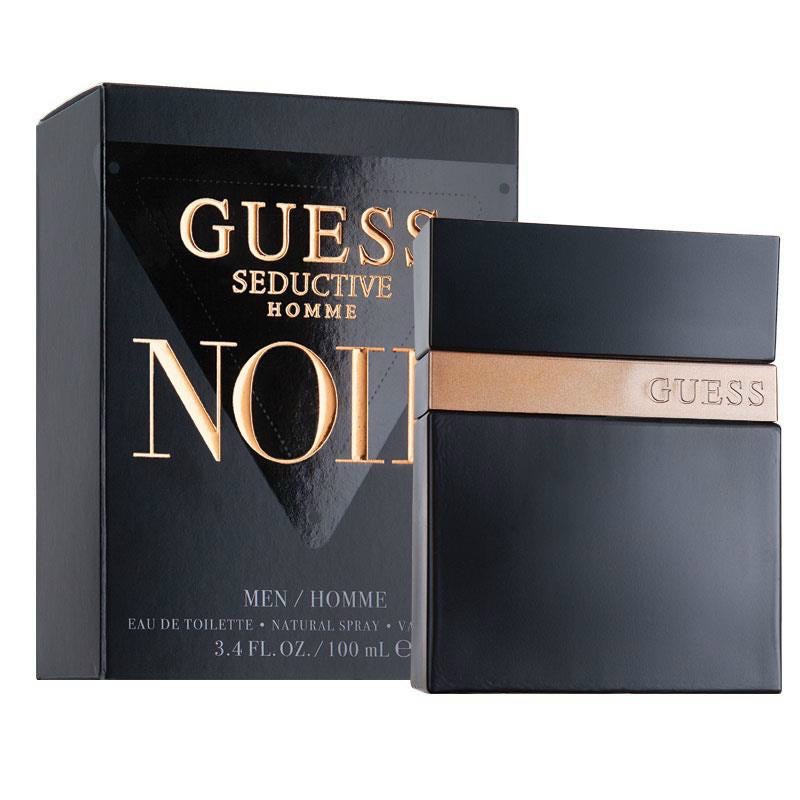 GUESS
SEDUCTIVE
HOMME
NOI
GUESS
MEN / HOMME
EAU DE TOILETTE • NATURAL SPRAY •
3.4 FL.OZ./100 mL ℮